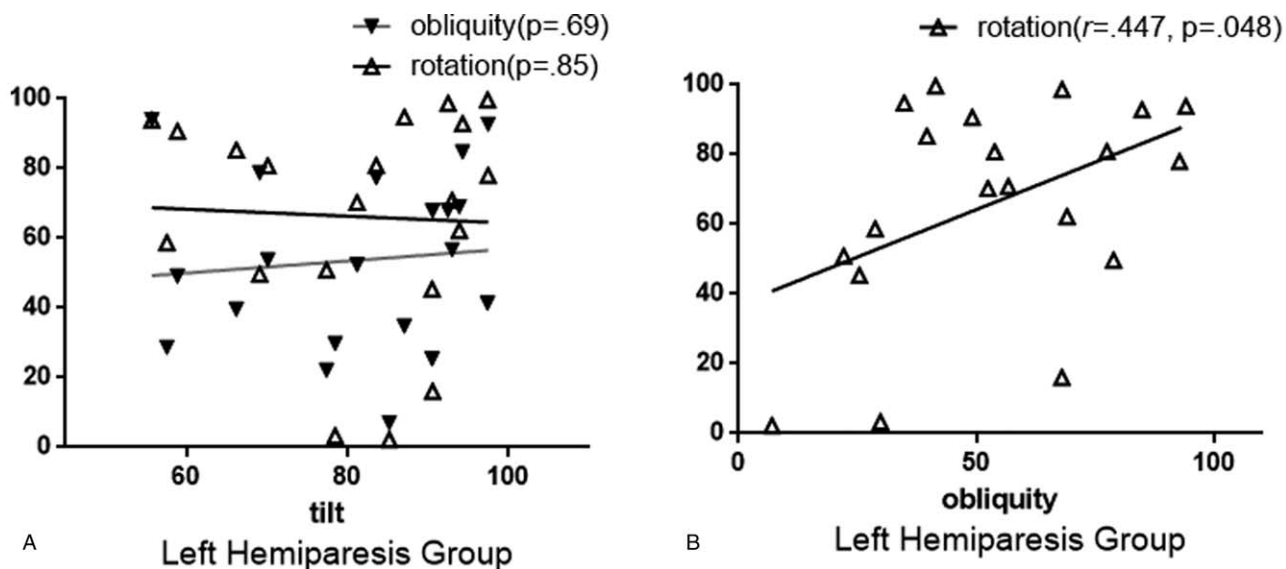 obliquity(p=.69)
rotation(p=.85)
100
80
60
40
20
0
60 80 100
tilt
A
Left Hemiparesis Group
rotation(r=.447, p=.048)
100
80
60
40
20
0
0 50 100
obliquity
B
Left Hemiparesis Group